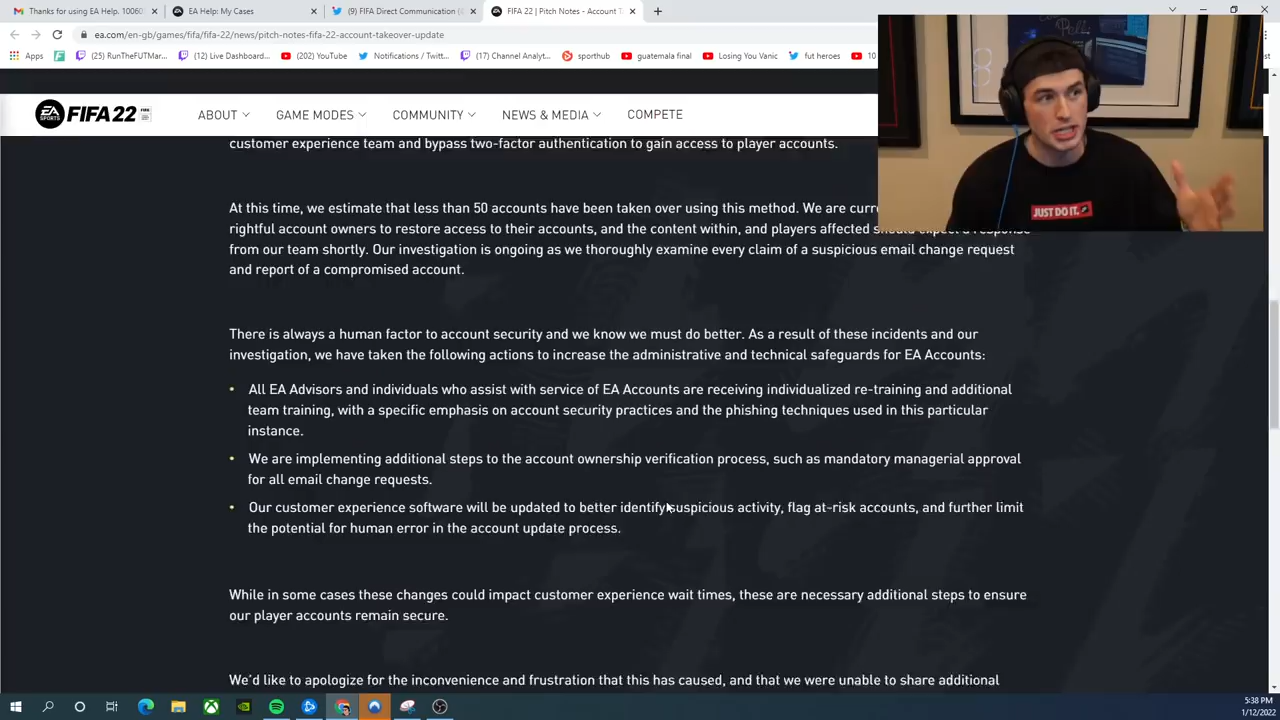 Thanks for using EA Help. 10060
EA Help: My Cases
(9) FIFA Direct Communication (@
FIFA 22 | Pitch Notes - Account T
ea.com/en-gb/games/fifa/fifa-22/news/pitch-notes-fifa-22-account-takeover-update
Apps
(25) RunTheFUTMar...
(12) Live Dashboard...
(202) YouTube
Notifications / Twitt...
(17) Channel Analyt...
sporthub
guatemala final
Losing You Vanic
fut heroes
10
EA SPORTS FIFA 22
ABOUT
GAME MODES
COMMUNITY
NEWS & MEDIA
COMPETE
customer experience team and bypass two-factor authentication to gain access to player accounts.
At this time, we estimate that less than 50 accounts have been taken over using this method. We are curre
rightful account owners to restore access to their accounts, and the content within, and players affected should expect a response
from our team shortly. Our investigation is ongoing as we thoroughly examine every claim of a suspicious email change request
and report of a compromised account.
There is always a human factor to account security and we know we must do better. As a result of these incidents and our
investigation, we have taken the following actions to increase the administrative and technical safeguards for EA Accounts:
• All EA Advisors and individuals who assist with service of EA Accounts are receiving individualized re-training and additional
team training, with a specific emphasis on account security practices and the phishing techniques used in this particular
instance.
• We are implementing additional steps to the account ownership verification process, such as mandatory managerial approval
for all email change requests.
• Our customer experience software will be updated to better identify suspicious activity, flag at-risk accounts, and further limit
the potential for human error in the account update process.
While in some cases these changes could impact customer experience wait times, these are necessary additional steps to ensure
our player accounts remain secure.
We'd like to apologize for the inconvenience and frustration that this has caused, and that we were unable to share additional
JUST DO IT.
5:38 PM
1/12/2022